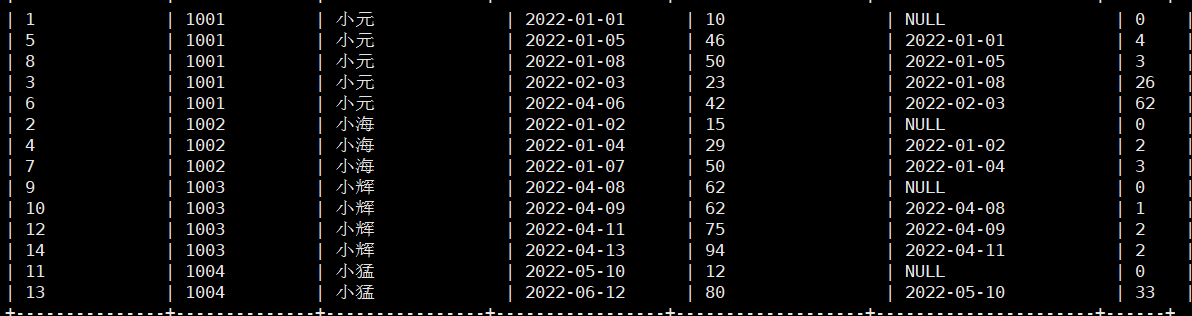 | 1 | 1001 | 小元 | 2022-01-01 | 10 | NULL | 0 |
| 5 | 1001 | 小元 | 2022-01-05 | 46 | 2022-01-01 | 4 |
| 8 | 1001 | 小元 | 2022-01-08 | 50 | 2022-01-05 | 3 |
| 3 | 1001 | 小元 | 2022-02-03 | 23 | 2022-01-08 | 26 |
| 6 | 1001 | 小元 | 2022-04-06 | 42 | 2022-02-03 | 62 |
| 2 | 1002 | 小海 | 2022-01-02 | 15 | NULL | 0 |
| 4 | 1002 | 小海 | 2022-01-04 | 29 | 2022-01-02 | 2 |
| 7 | 1002 | 小海 | 2022-01-07 | 50 | 2022-01-04 | 3 |
| 9 | 1003 | 小辉 | 2022-04-08 | 62 | NULL | 0 |
| 10 | 1003 | 小辉 | 2022-04-09 | 62 | 2022-04-08 | 1 |
| 12 | 1003 | 小辉 | 2022-04-11 | 75 | 2022-04-09 | 2 |
| 14 | 1003 | 小辉 | 2022-04-13 | 94 | 2022-04-11 | 2 |
| 11 | 1004 | 小猛 | 2022-05-10 | 12 | NULL | 0 |
| 13 | 1004 | 小猛 | 2022-06-12 | 80 | 2022-05-10 | 33 |